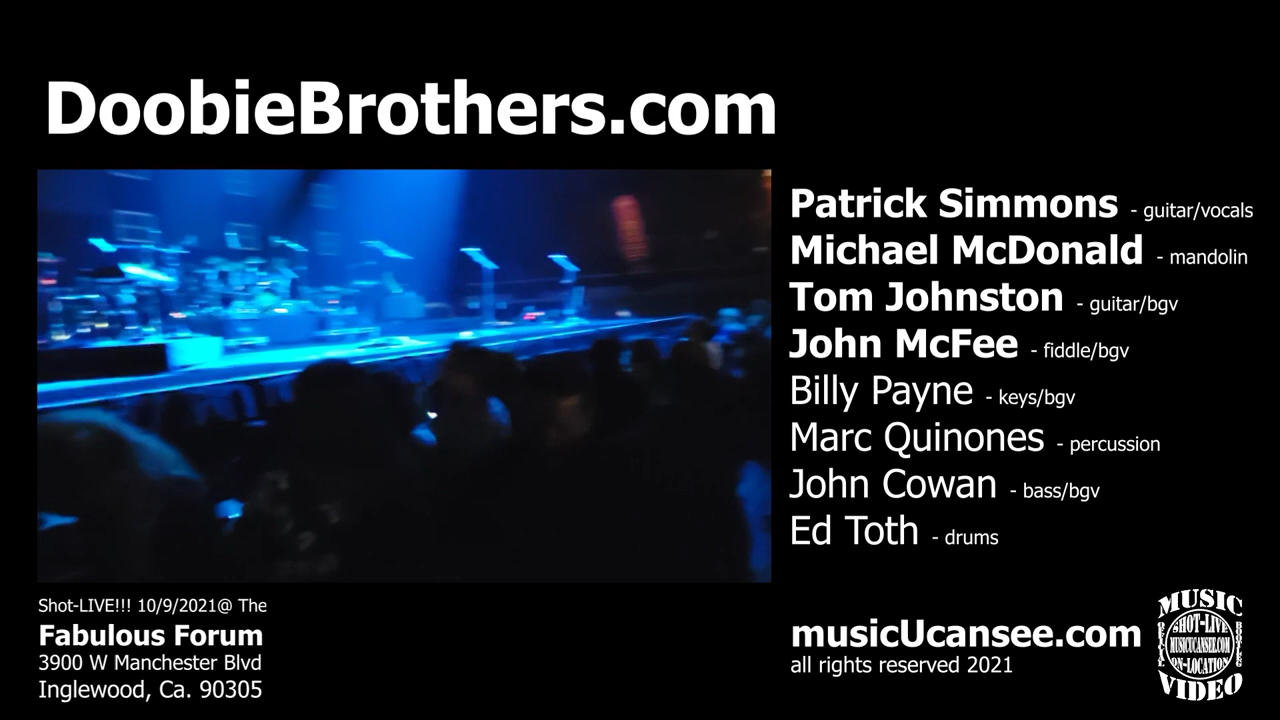 DoobieBrothers.com
Patrick Simmons - guitar/vocals
Michael McDonald - mandolin
Tom Johnston - guitar/bgv
John McFee - fiddle/bgv
Billy Payne - keys/bgv
Marc Quinones - percussion
John Cowan - bass/bgv
Ed Toth - drums
Shot-LIVE!!! 10/9/2021@ The
Fabulous Forum
3900 W Manchester Blvd
Inglewood, Ca. 90305
musicUcansee.com
all rights reserved 2021
MUSIC
SHOT-LIVE
MUSICUCANSEE.COM
ON-LOCATION
VIDEO